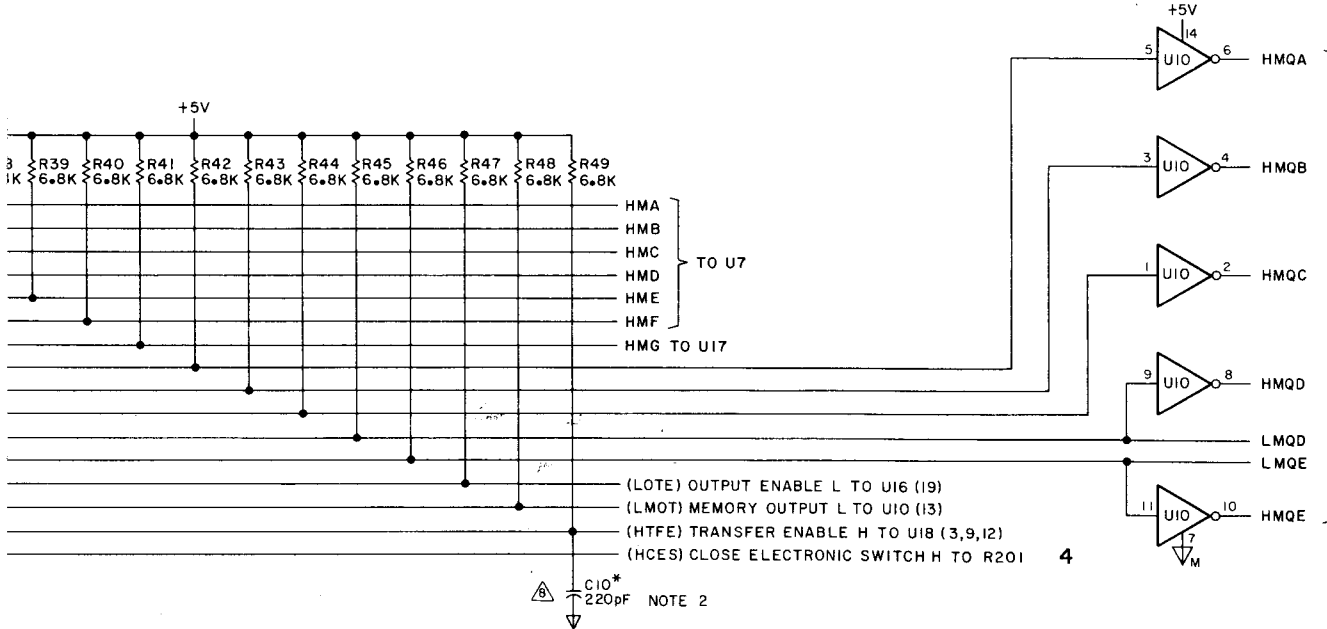 +5V
14
5 U10 6 HMQA
+5V
3 U10 4 HMQB
R39 R40 R41 R42 R43 R44 R45 R46 R47 R48 R49
6.8K 6.8K 6.8K 6.8K 6.8K 6.8K 6.8K 6.8K 6.8K 6.8K 6.8K
HMA
HMB
HMC
HMD
HME
HMF
TO U7
1 U10 2 HMQC
HMG TO U17
9 U10 8 HMQD
LMQD
LMQE
(LOTE) OUTPUT ENABLE L TO U16 (19)
(LMOT) MEMORY OUTPUT L TO U10 (13)
11 U10 10 HMQE
7
M
(HTFE) TRANSFER ENABLE H TO U18 (3,9,12)
(HCES) CLOSE ELECTRONIC SWITCH H TO R201 4
8 C10*
220pF NOTE 2